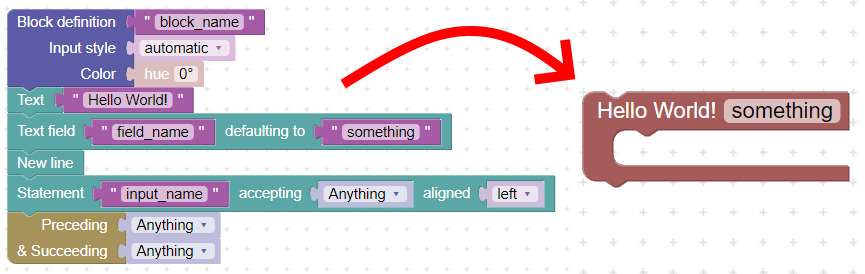 Block definition " block_name "
Input style automatic
Color hue 0°
Text " Hello World! "
Text field " field_name " defaulting to " something "
New line
Statement " input_name " accepting Anything aligned left
Preceding Anything
& Succeeding Anything
Hello World! something